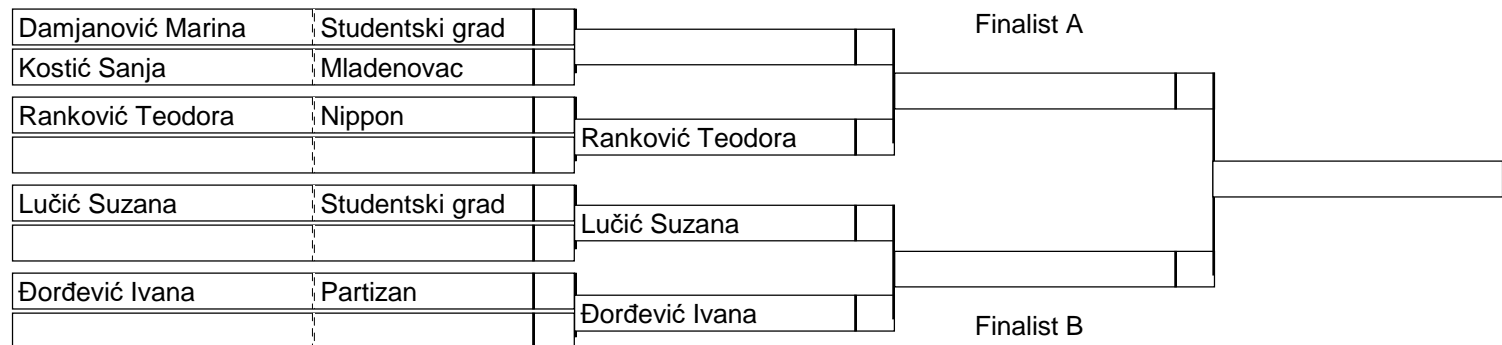 Damjanović Marina Studentski grad
Kostić Sanja Mladenovac
Ranković Teodora Nippon
Lučić Suzana Studentski grad
Đorđević Ivana Partizan
Ranković Teodora
Lučić Suzana
Đorđević Ivana
Finalist A
Finalist B